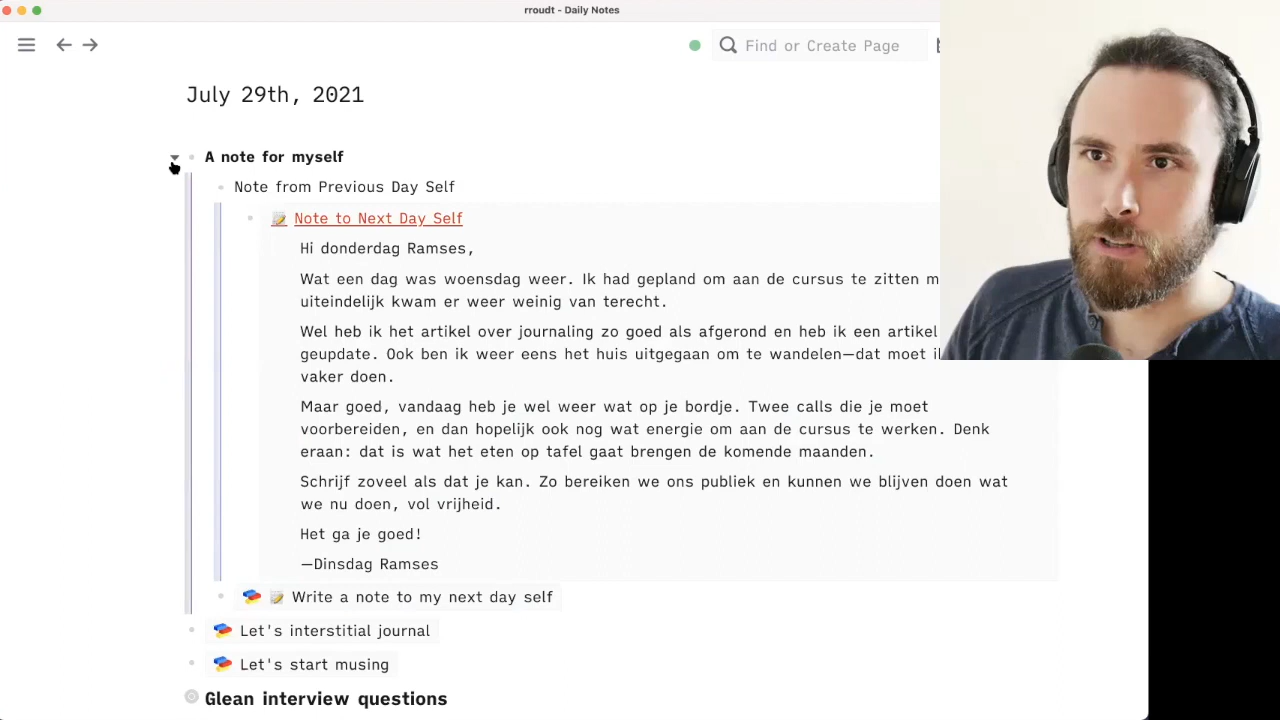 rroudt - Daily Notes
Find or Create Page
July 29th, 2021
A note for myself
Note from Previous Day Self
Note to Next Day Self
Hi donderdag Ramses,
Wat een dag was woensdag weer. Ik had gepland om aan de cursus te zitten m
uiteindelijk kwam er weer weinig van terecht.
Wel heb ik het artikel over journaling zo goed als afgerond en heb ik een artikel
geupdate. Ook ben ik weer eens het huis uitgegaan om te wandelen—dat moet i
vaker doen.
Maar goed, vandaag heb je wel weer wat op je bordje. Twee calls die je moet
voorbereiden, en dan hopelijk ook nog wat energie om aan de cursus te werken. Denk
eraan: dat is wat het eten op tafel gaat brengen de komende maanden.
Schrijf zoveel als dat je kan. Zo bereiken we ons publiek en kunnen we blijven doen wat
we nu doen, vol vrijheid.
Het ga je goed!
—Dinsdag Ramses
Write a note to my next day self
Let's interstitial journal
Let's start musing
Glean interview questions